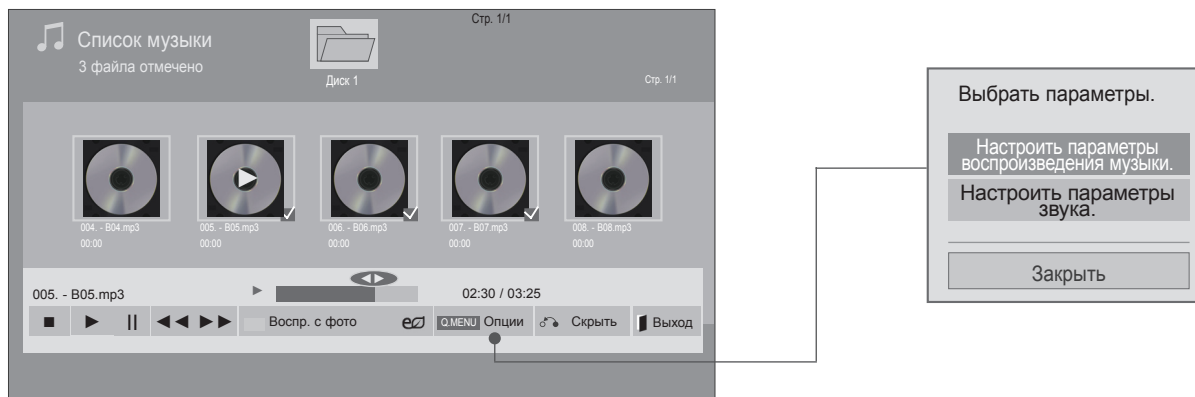 Стр. 1/1
Список музыки
3 файла отмечено
Диск 1
Стр. 1/1
004. - B04.mp3
00:00
005. - B05.mp3
00:00
006. - B06.mp3
00:00
007. - B07.mp3
00:00
008. - B08.mp3
00:00
005. - B05.mp3
02:30 / 03:25
Воспр. с фото
Q.MENU Опции
Скрыть
Выход
Выбрать параметры.
Настроить параметры
воспроизведения музыки.
Настроить параметры
звука.
Закрыть